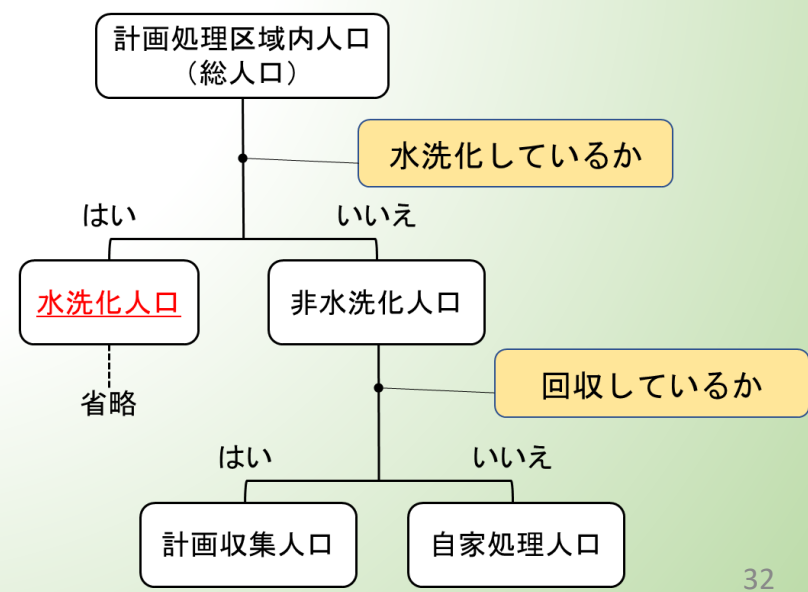 計画処理区域内人口
（総人口）
水洗化しているか
はい
いいえ
水洗化人口
非水洗化人口
省略
回収しているか
はい
いいえ
計画収集人口
自家処理人口
32